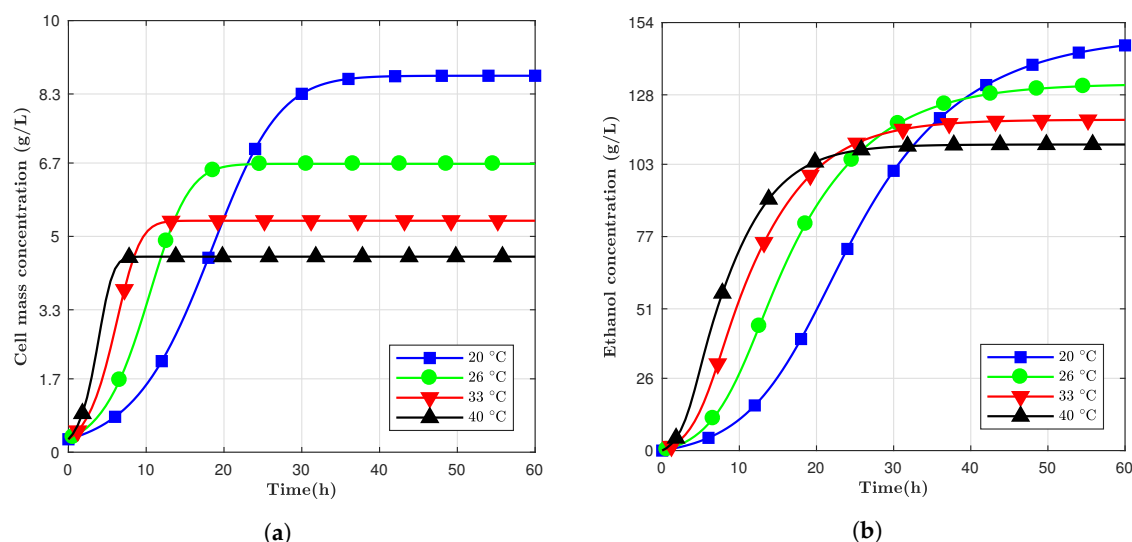 10
8.3
6.7
5
3.3
1.7
0
Cell mass concentration (g/L)
0 10 20 30 40 50 60
Time(h)
20 °C
26 °C
33 °C
40 °C
(a)
154
128
103
77
51
26
0
Ethanol concentration (g/L)
0 10 20 30 40 50 60
Time(h)
20 °C
26 °C
33 °C
40 °C
(b)